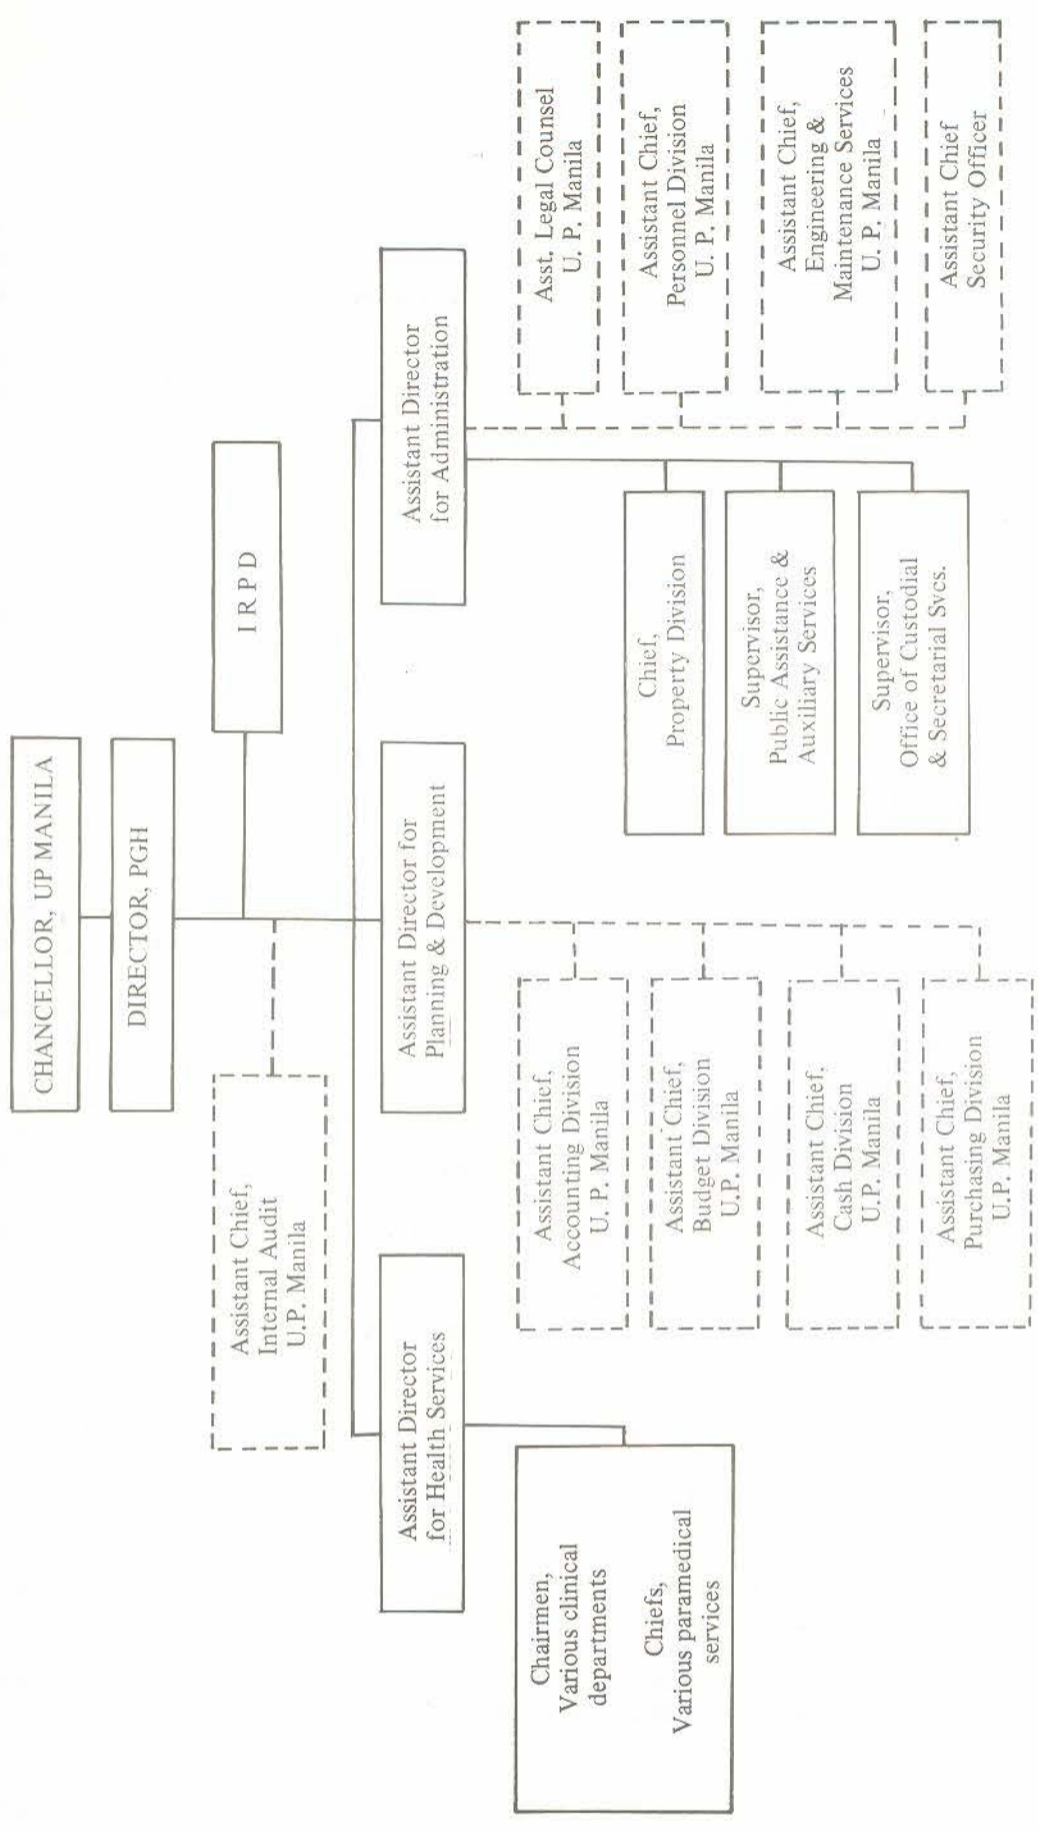 CHANCELLOR, UP MANILA
DIRECTOR, PGH
I R P D
Assistant Chief,
Internal Audit
U.P. Manila
Assistant Director
for Health Services
Assistant Director for
Planning & Development
Assistant Director
for Administration
Chairmen,
Various clinical
departments
Chiefs,
Various paramedical
services
Assistant Chief,
Accounting Division
U. P. Manila
Assistant Chief,
Budget Division
U.P. Manila
Assistant Chief,
Cash Division
U.P. Manila
Assistant Chief,
Purchasing Division
U.P. Manila
Chief,
Property Division
Supervisor,
Public Assistance &
Auxiliary Services
Supervisor,
Office of Custodial
& Secretarial Svcs.
Asst. Legal Counsel
U. P. Manila
Assistant Chief,
Personnel Division
U. P. Manila
Assistant Chief,
Engineering &
Maintenance Services
U. P. Manila
Assistant Chief
Security Officer